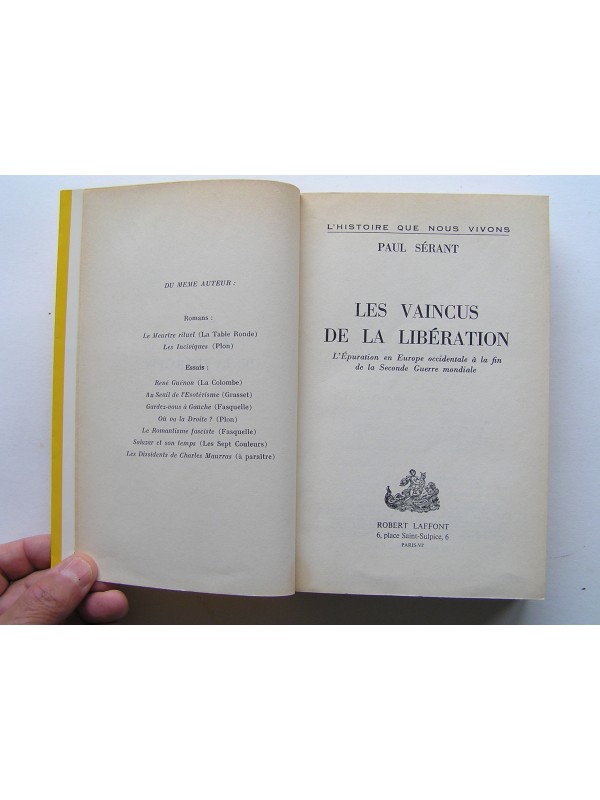 DU MEME AUTEUR :
Romans :
Le Meurtre rituel (La Table Ronde)
Les Inciviques (Plon)
Essais :
René Guénon (La Colombe)
Au Seuil de l'Esotérisme (Grasset)
Gardez-vous à Gauche (Fasquelle)
Où va la Droite ? (Plon)
Le Romantisme fasciste (Fasquelle)
Salazar et son temps (Les Sept Couleurs)
Les Dissidents de Charles Maurras (à paraître)
L'HISTOIRE QUE NOUS VIVONS
PAUL SÉRANT
LES VAINCUS
DE LA LIBÉRATION
L'Épuration en Europe occidentale à la fin
de la Seconde Guerre mondiale
ROBERT LAFFONT
6, place Saint-Sulpice, 6
PARIS-VIe